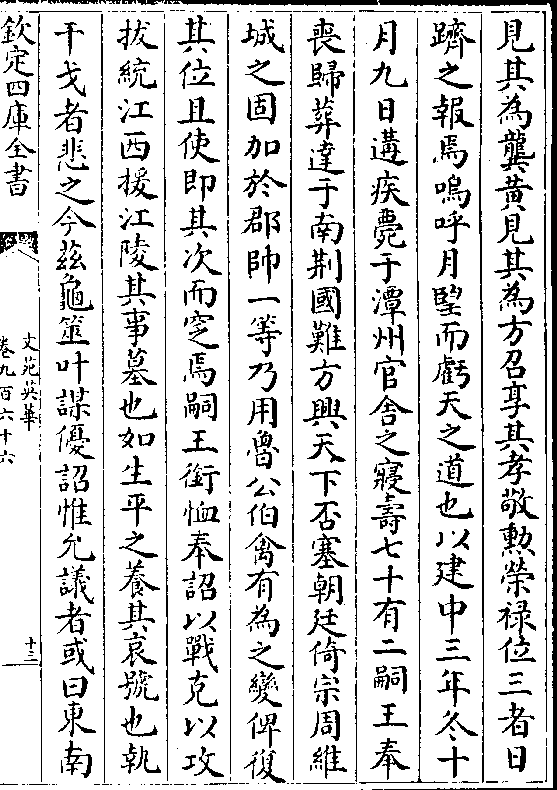 見其為龔黄見其為方召享其孝敬勲榮禄位三者日
躋之報焉嗚呼月朢而虧天之道也以建中三年冬十
月九日遘疾薨于潭州官舍之寢壽七十有二嗣王奉
喪歸葬達于南荆國難方興天下否塞朝廷倚宗周維
城之固加於郡帥一等乃用魯公伯禽有為之變俾復
其位且使即其次而窆焉嗣王銜恤奉詔以戰克以攻
拔統江西援江陵其事墓也如生平之養其哀號也執
干戈者悲之今兹龜筮叶謀優詔惟允議者或曰東南
欽定四庫全書
文苑英華
卷九百六十六
十三